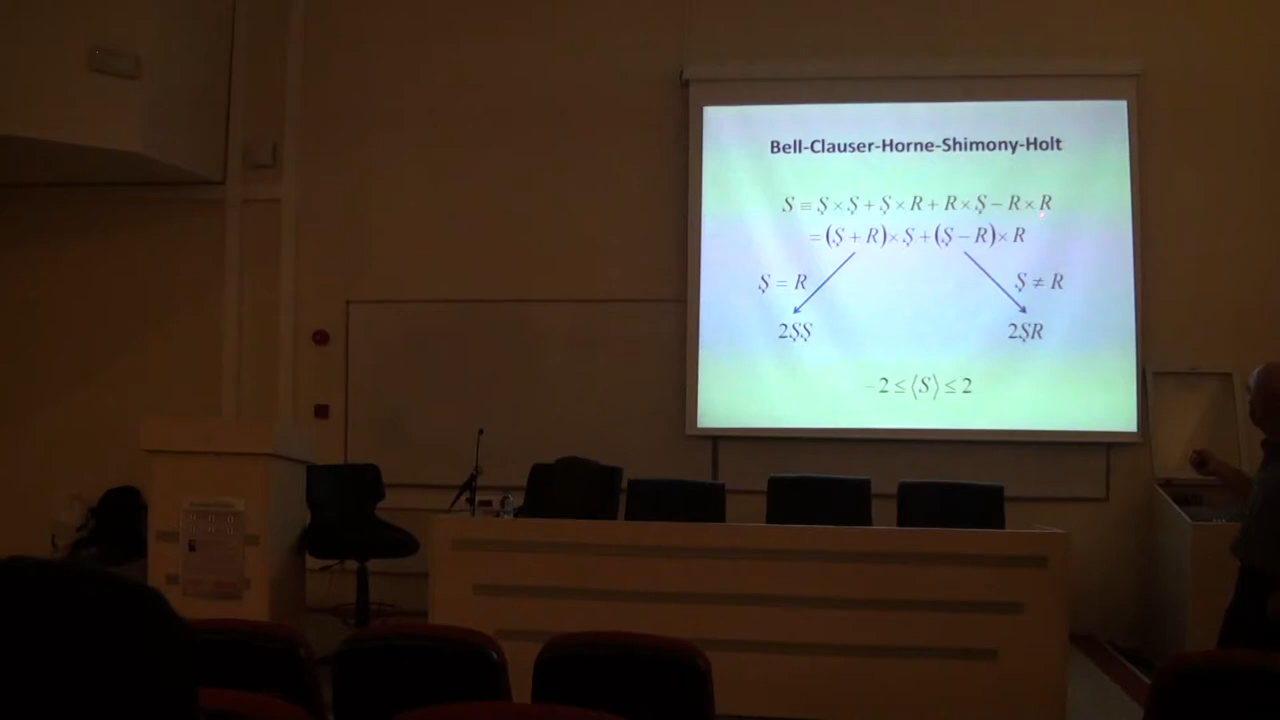 Bell-Clauser-Horne-Shimony-Holt
S ≡ Ş × Ş + Ş × R + R × Ş − R × R
= (Ş + R) × Ş + (Ş − R) × R
Ş = R
Ş ≠ R
2ŞŞ
2ŞR
−2 ≤ ⟨S⟩ ≤ 2